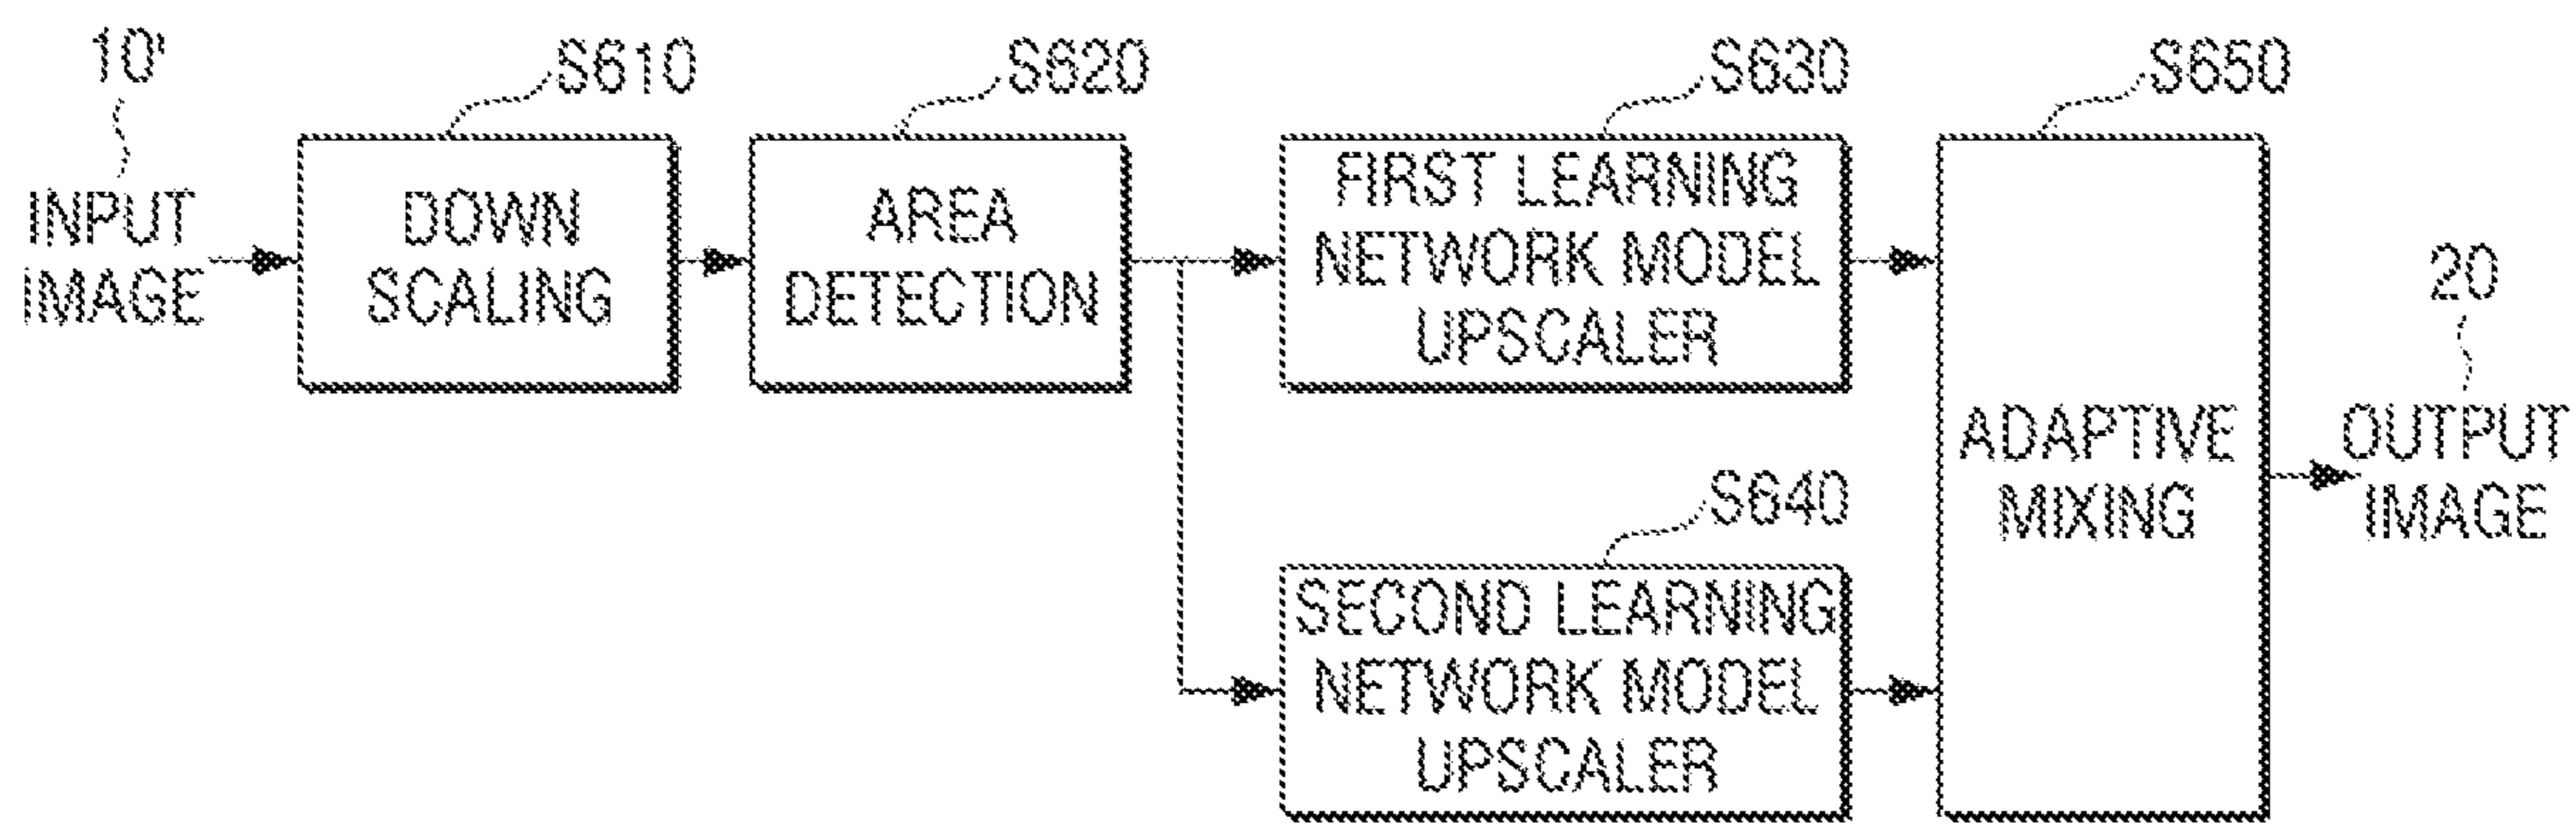 10'
S610
S620
S630
S650
INPUT
IMAGE
DOWN
SCALING
AREA
DETECTION
FIRST LEARNING
NETWORK MODEL
UPSCALER
S640
SECOND LEARNING
NETWORK MODEL
UPSCALER
ADAPTIVE
MIXING
20
OUTPUT
IMAGE